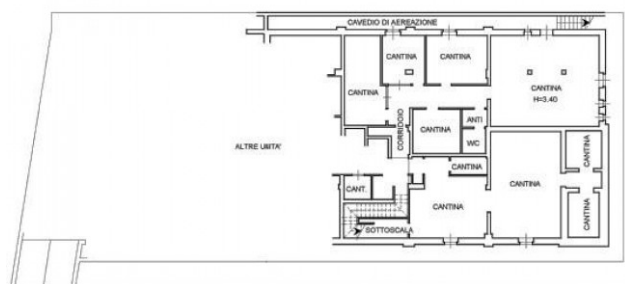 CAVEDIO DI AEREAZIONE
CANTINA
CANTINA
CANTINA
H=3.40
CANTINA
CORRIDOIO
CANTINA
ANTI
WC
ALTRE UMITA'
CANTINA
CANTINA
CANTINA
CANT.
CANTINA
CANTINA
SOTTOSCALA